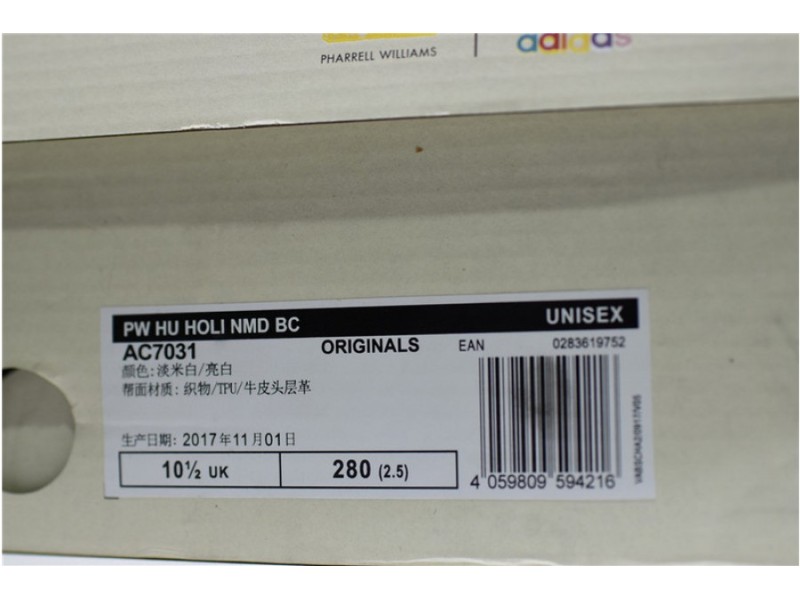 PHARRELL WILLIAMS
adidas
PW HU HOLI NMD BC UNISEX
AC7031 ORIGINALS EAN 0283619752
颜色:淡米白/亮白
帮面材质: 织物/TPU/牛皮头层革
生产日期: 2017年11月01日
10½ UK 280 (2.5)
4 059809 594216